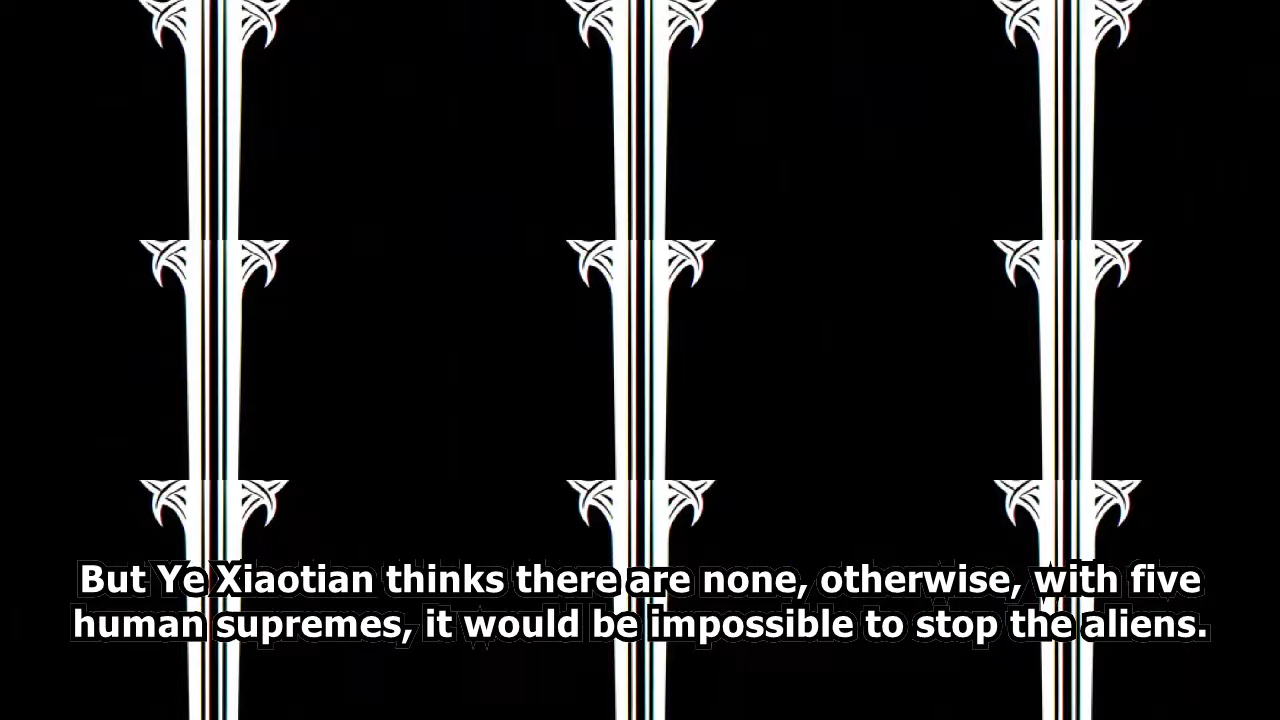 But Ye Xiaotian thinks there are none, otherwise, with five
human supremes, it would be impossible to stop the aliens.